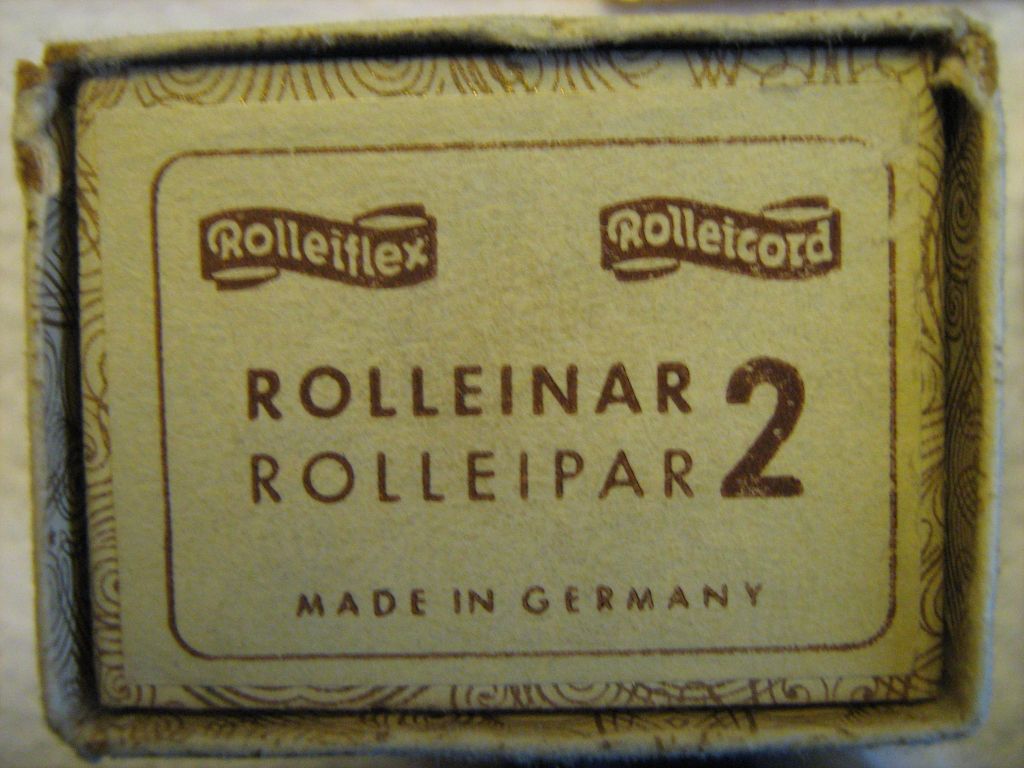 Rolleiflex Rolleicord
ROLLEINAR 2
ROLLEIPAR
MADE IN GERMANY